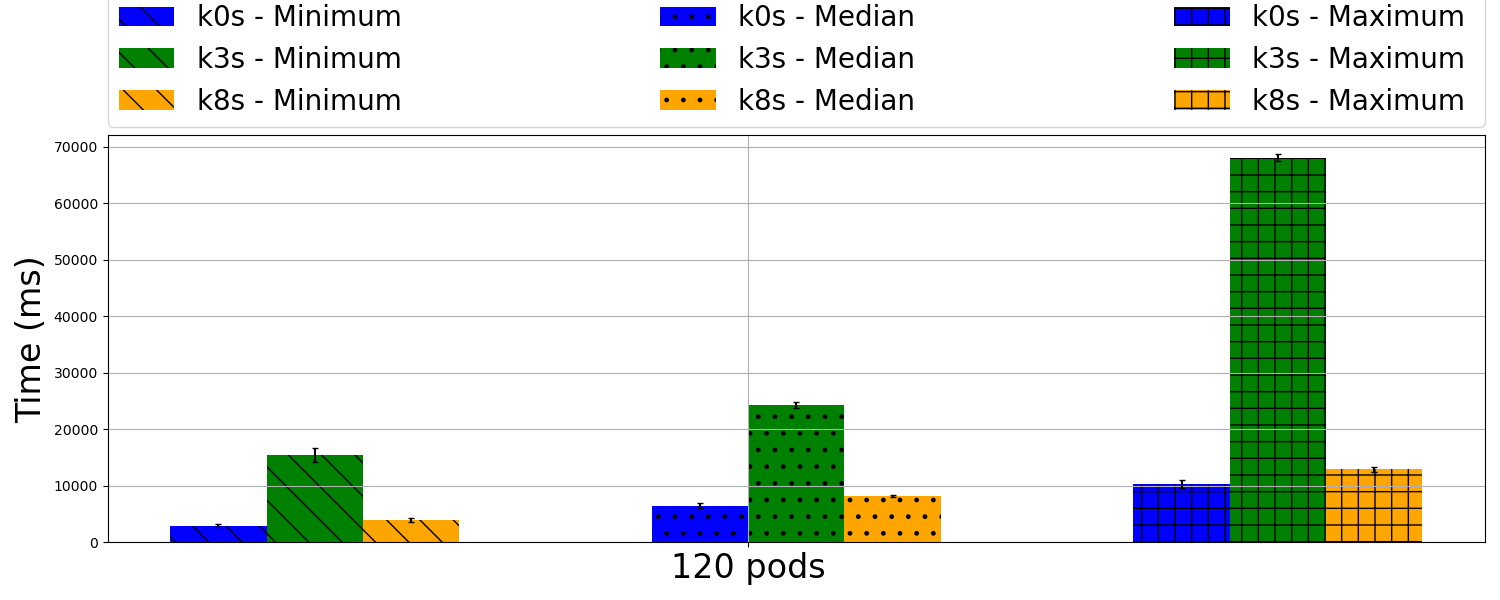 k0s - Minimum k0s - Median k0s - Maximum
k3s - Minimum k3s - Median k3s - Maximum
k8s - Minimum k8s - Median k8s - Maximum
70000
60000
50000
40000
30000
20000
10000
0
Time (ms)
120 pods